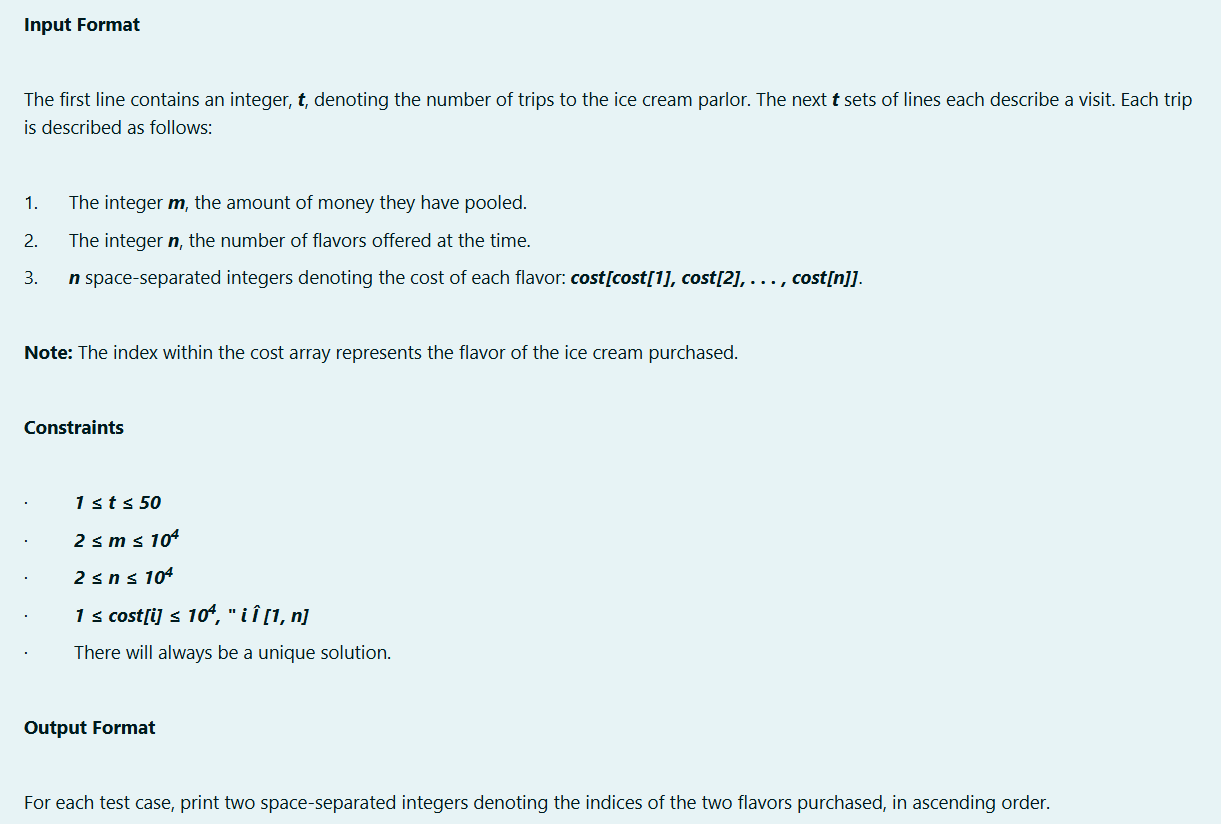 Input Format
The first line contains an integer, t, denoting the number of trips to the ice cream parlor. The next t sets of lines each describe a visit. Each trip
is described as follows:
1. The integer m, the amount of money they have pooled.
2. The integer n, the number of flavors offered at the time.
3. n space-separated integers denoting the cost of each flavor: cost[cost[1], cost[2], . . . , cost[n]].
Note: The index within the cost array represents the flavor of the ice cream purchased.
Constraints
· 1 ≤ t ≤ 50
· 2 ≤ m ≤ 10⁴
· 2 ≤ n ≤ 10⁴
· 1 ≤ cost[i] ≤ 10⁴, " i Î [1, n]
· There will always be a unique solution.
Output Format
For each test case, print two space-separated integers denoting the indices of the two flavors purchased, in ascending order.